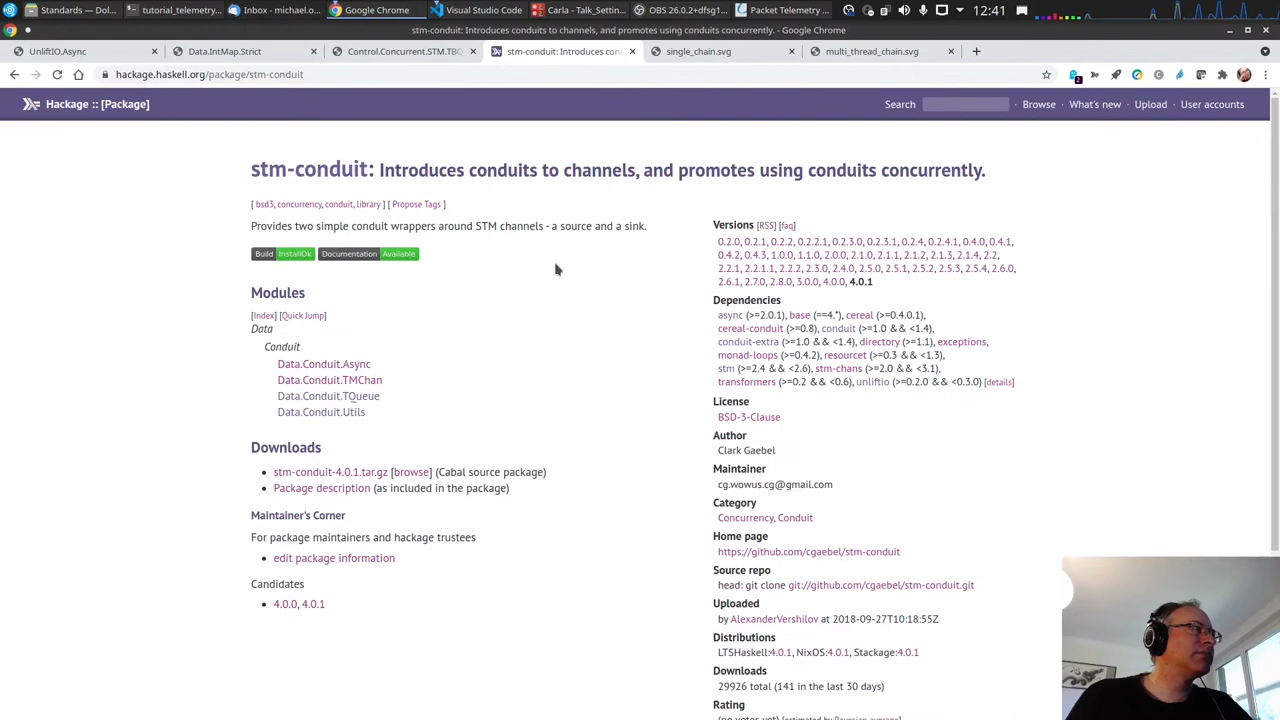 Standards — Dol...
tutorial_telemetry...
Inbox - michael.o...
Google Chrome
Visual Studio Code
Carla - Talk_Settin...
OBS 26.0.2+dfsg1...
Packet Telemetry ...
12:41
stm-conduit: Introduces conduits to channels, and promotes using conduits concurrently. - Google Chrome
UnliftIO.Async
Data.IntMap.Strict
Control.Concurrent.STM.TBQ
stm-conduit: Introduces con
single_chain.svg
multi_thread_chain.svg
hackage.haskell.org/package/stm-conduit
Hackage :: [Package]
Search
· Browse · What's new · Upload · User accounts
stm-conduit: Introduces conduits to channels, and promotes using conduits concurrently.
[ bsd3, concurrency, conduit, library ] [ Propose Tags ]
Provides two simple conduit wrappers around STM channels - a source and a sink.
Build InstallOk Documentation Available
Modules
[Index] [Quick Jump]
Data
Conduit
Data.Conduit.Async
Data.Conduit.TMChan
Data.Conduit.TQueue
Data.Conduit.Utils
Downloads
• stm-conduit-4.0.1.tar.gz [browse] (Cabal source package)
• Package description (as included in the package)
Maintainer's Corner
For package maintainers and hackage trustees
• edit package information
Candidates
• 4.0.0, 4.0.1
Versions [RSS] [faq]
0.2.0, 0.2.1, 0.2.2, 0.2.2.1, 0.2.3.0, 0.2.3.1, 0.2.4, 0.2.4.1, 0.4.0, 0.4.1,
0.4.2, 0.4.3, 1.0.0, 1.1.0, 2.0.0, 2.1.0, 2.1.1, 2.1.2, 2.1.3, 2.1.4, 2.2,
2.2.1, 2.2.1.1, 2.2.2, 2.3.0, 2.4.0, 2.5.0, 2.5.1, 2.5.2, 2.5.3, 2.5.4, 2.6.0,
2.6.1, 2.7.0, 2.8.0, 3.0.0, 4.0.0, 4.0.1
Dependencies
async (>=2.0.1), base (==4.*), cereal (>=0.4.0.1),
cereal-conduit (>=0.8), conduit (>=1.0 && <1.4),
conduit-extra (>=1.0 && <1.4), directory (>=1.1), exceptions,
monad-loops (>=0.4.2), resourcet (>=0.3 && <1.3),
stm (>=2.4 && <2.6), stm-chans (>=2.0 && <3.1),
transformers (>=0.2 && <0.6), unliftio (>=0.2.0 && <0.3.0) [details]
License
BSD-3-Clause
Author
Clark Gaebel
Maintainer
cg.wowus.cg@gmail.com
Category
Concurrency, Conduit
Home page
https://github.com/cgaebel/stm-conduit
Source repo
head: git clone git://github.com/cgaebel/stm-conduit.git
Uploaded
by AlexanderVershilov at 2018-09-27T10:18:55Z
Distributions
LTSHaskell:4.0.1, NixOS:4.0.1, Stackage:4.0.1
Downloads
29926 total (141 in the last 30 days)
Rating
(no votes yet) [estimated by Bayesian average]